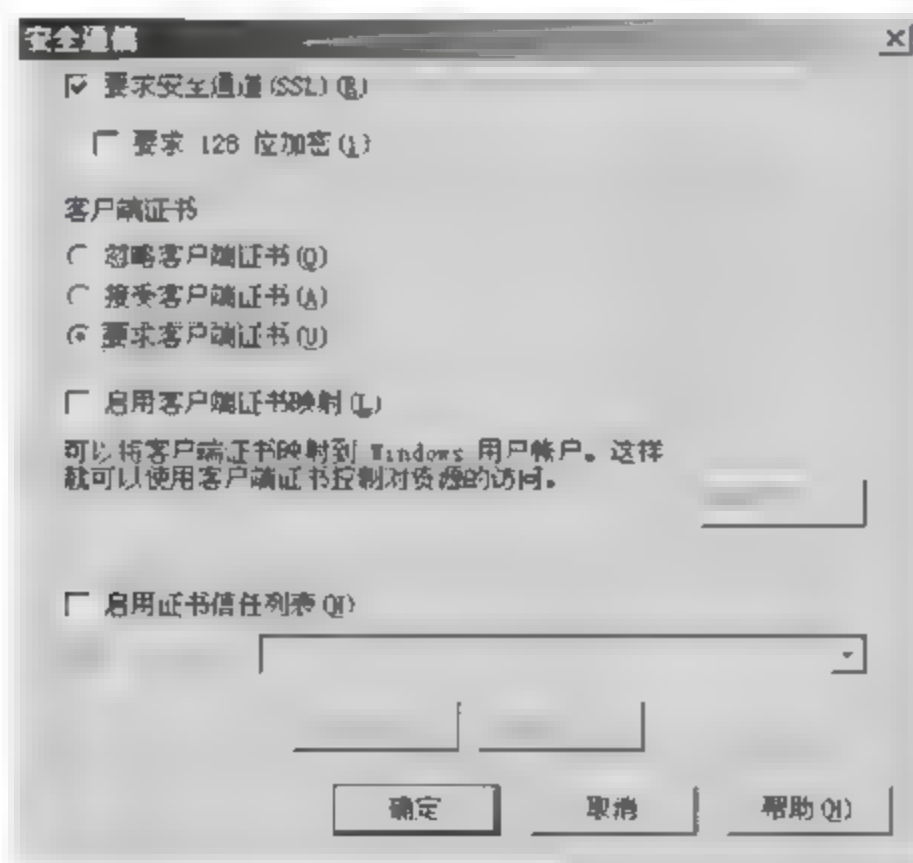 安全通信
要求安全通道(SSL)(R)
要求 128 位加密(1)
客户端证书
忽略客户端证书(Q)
接受客户端证书(A)
要求客户端证书(U)
启用客户端证书映射(L)
可以将客户端证书映射到 Windows 用户帐户。这样
就可以使用客户端证书控制对资源的访问。
启用证书信任列表(N)
确定
取消
帮助(H)